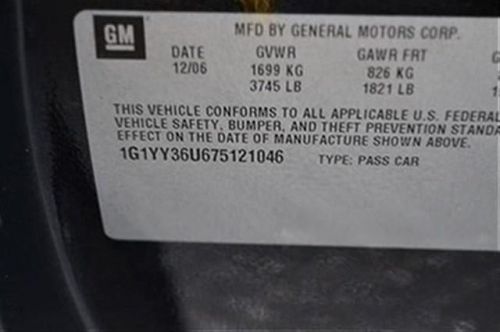 GM
MFD BY GENERAL MOTORS CORP.
DATE GVWR GAWR FRT G
12/06 1699 KG 826 KG
3745 LB 1821 LB
THIS VEHICLE CONFORMS TO ALL APPLICABLE U.S. FEDERAL
VEHICLE SAFETY, BUMPER, AND THEFT PREVENTION STANDA
EFFECT ON THE DATE OF MANUFACTURE SHOWN ABOVE.
1G1YY36U675121046 TYPE: PASS CAR